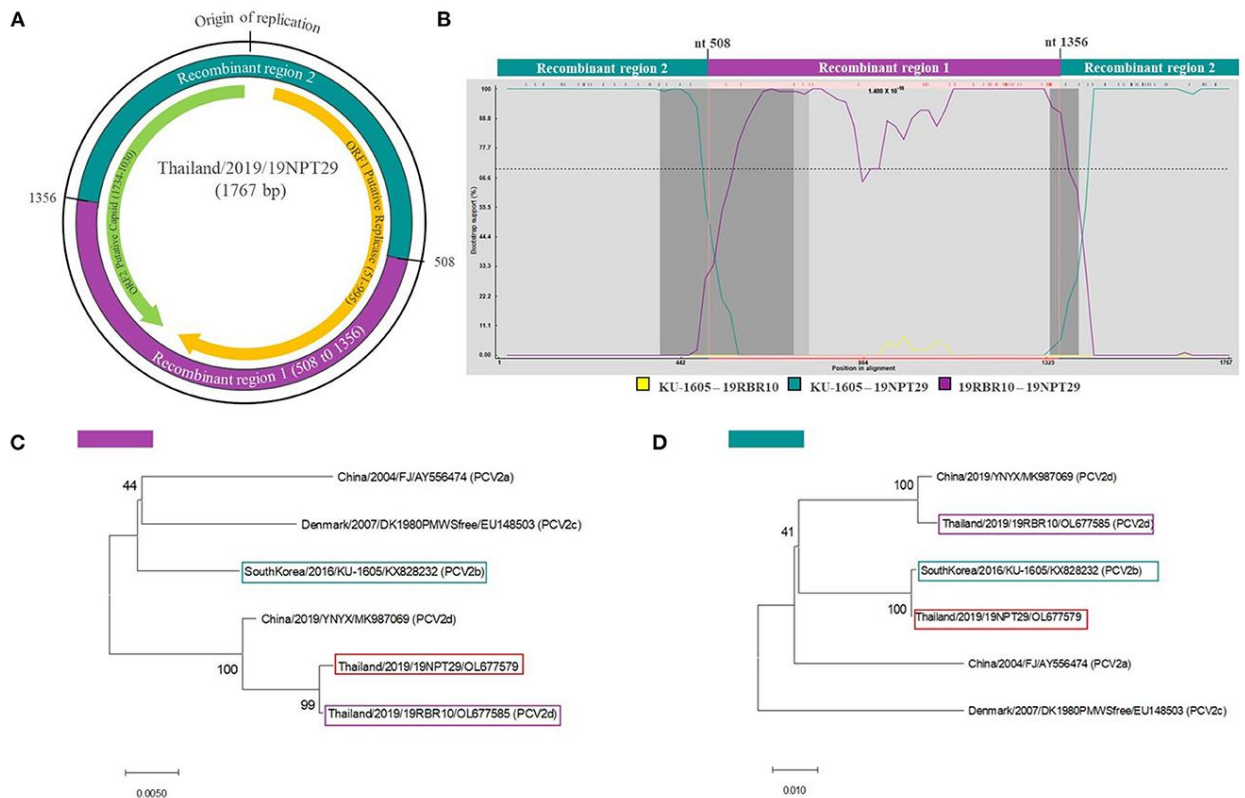 A
Origin of replication
Recombinant region 2
ORF1 Putative Replicase (51-995)
ORF2 Putative Capsid (1734-1030)
Thailand/2019/19NPT29
(1767 bp)
1356
508
Recombinant region 1 (508 t0 1356)
B
nt 508
nt 1356
Recombinant region 2
Recombinant region 1
Recombinant region 2
Bootstrap support (%)
100
88.8
77.7
66.6
55.5
44.4
33.3
22.2
11.1
0.00
1
442
884
1323
1767
Position in alignment
KU-1605 – 19RBR10
KU-1605 – 19NPT29
19RBR10 – 19NPT29
C
China/2004/FJ/AY556474 (PCV2a)
44
Denmark/2007/DK1980PMWSfree/EU148503 (PCV2c)
SouthKorea/2016/KU-1605/KX828232 (PCV2b)
China/2019/YNYX/MK987069 (PCV2d)
100
Thailand/2019/19NPT29/OL677579
99
Thailand/2019/19RBR10/OL677585 (PCV2d)
0.0050
D
China/2019/YNYX/MK987069 (PCV2d)
100
Thailand/2019/19RBR10/OL677585 (PCV2d)
41
SouthKorea/2016/KU-1605/KX828232 (PCV2b)
100
Thailand/2019/19NPT29/OL677579
China/2004/FJ/AY556474 (PCV2a)
Denmark/2007/DK1980PMWSfree/EU148503 (PCV2c)
0.010